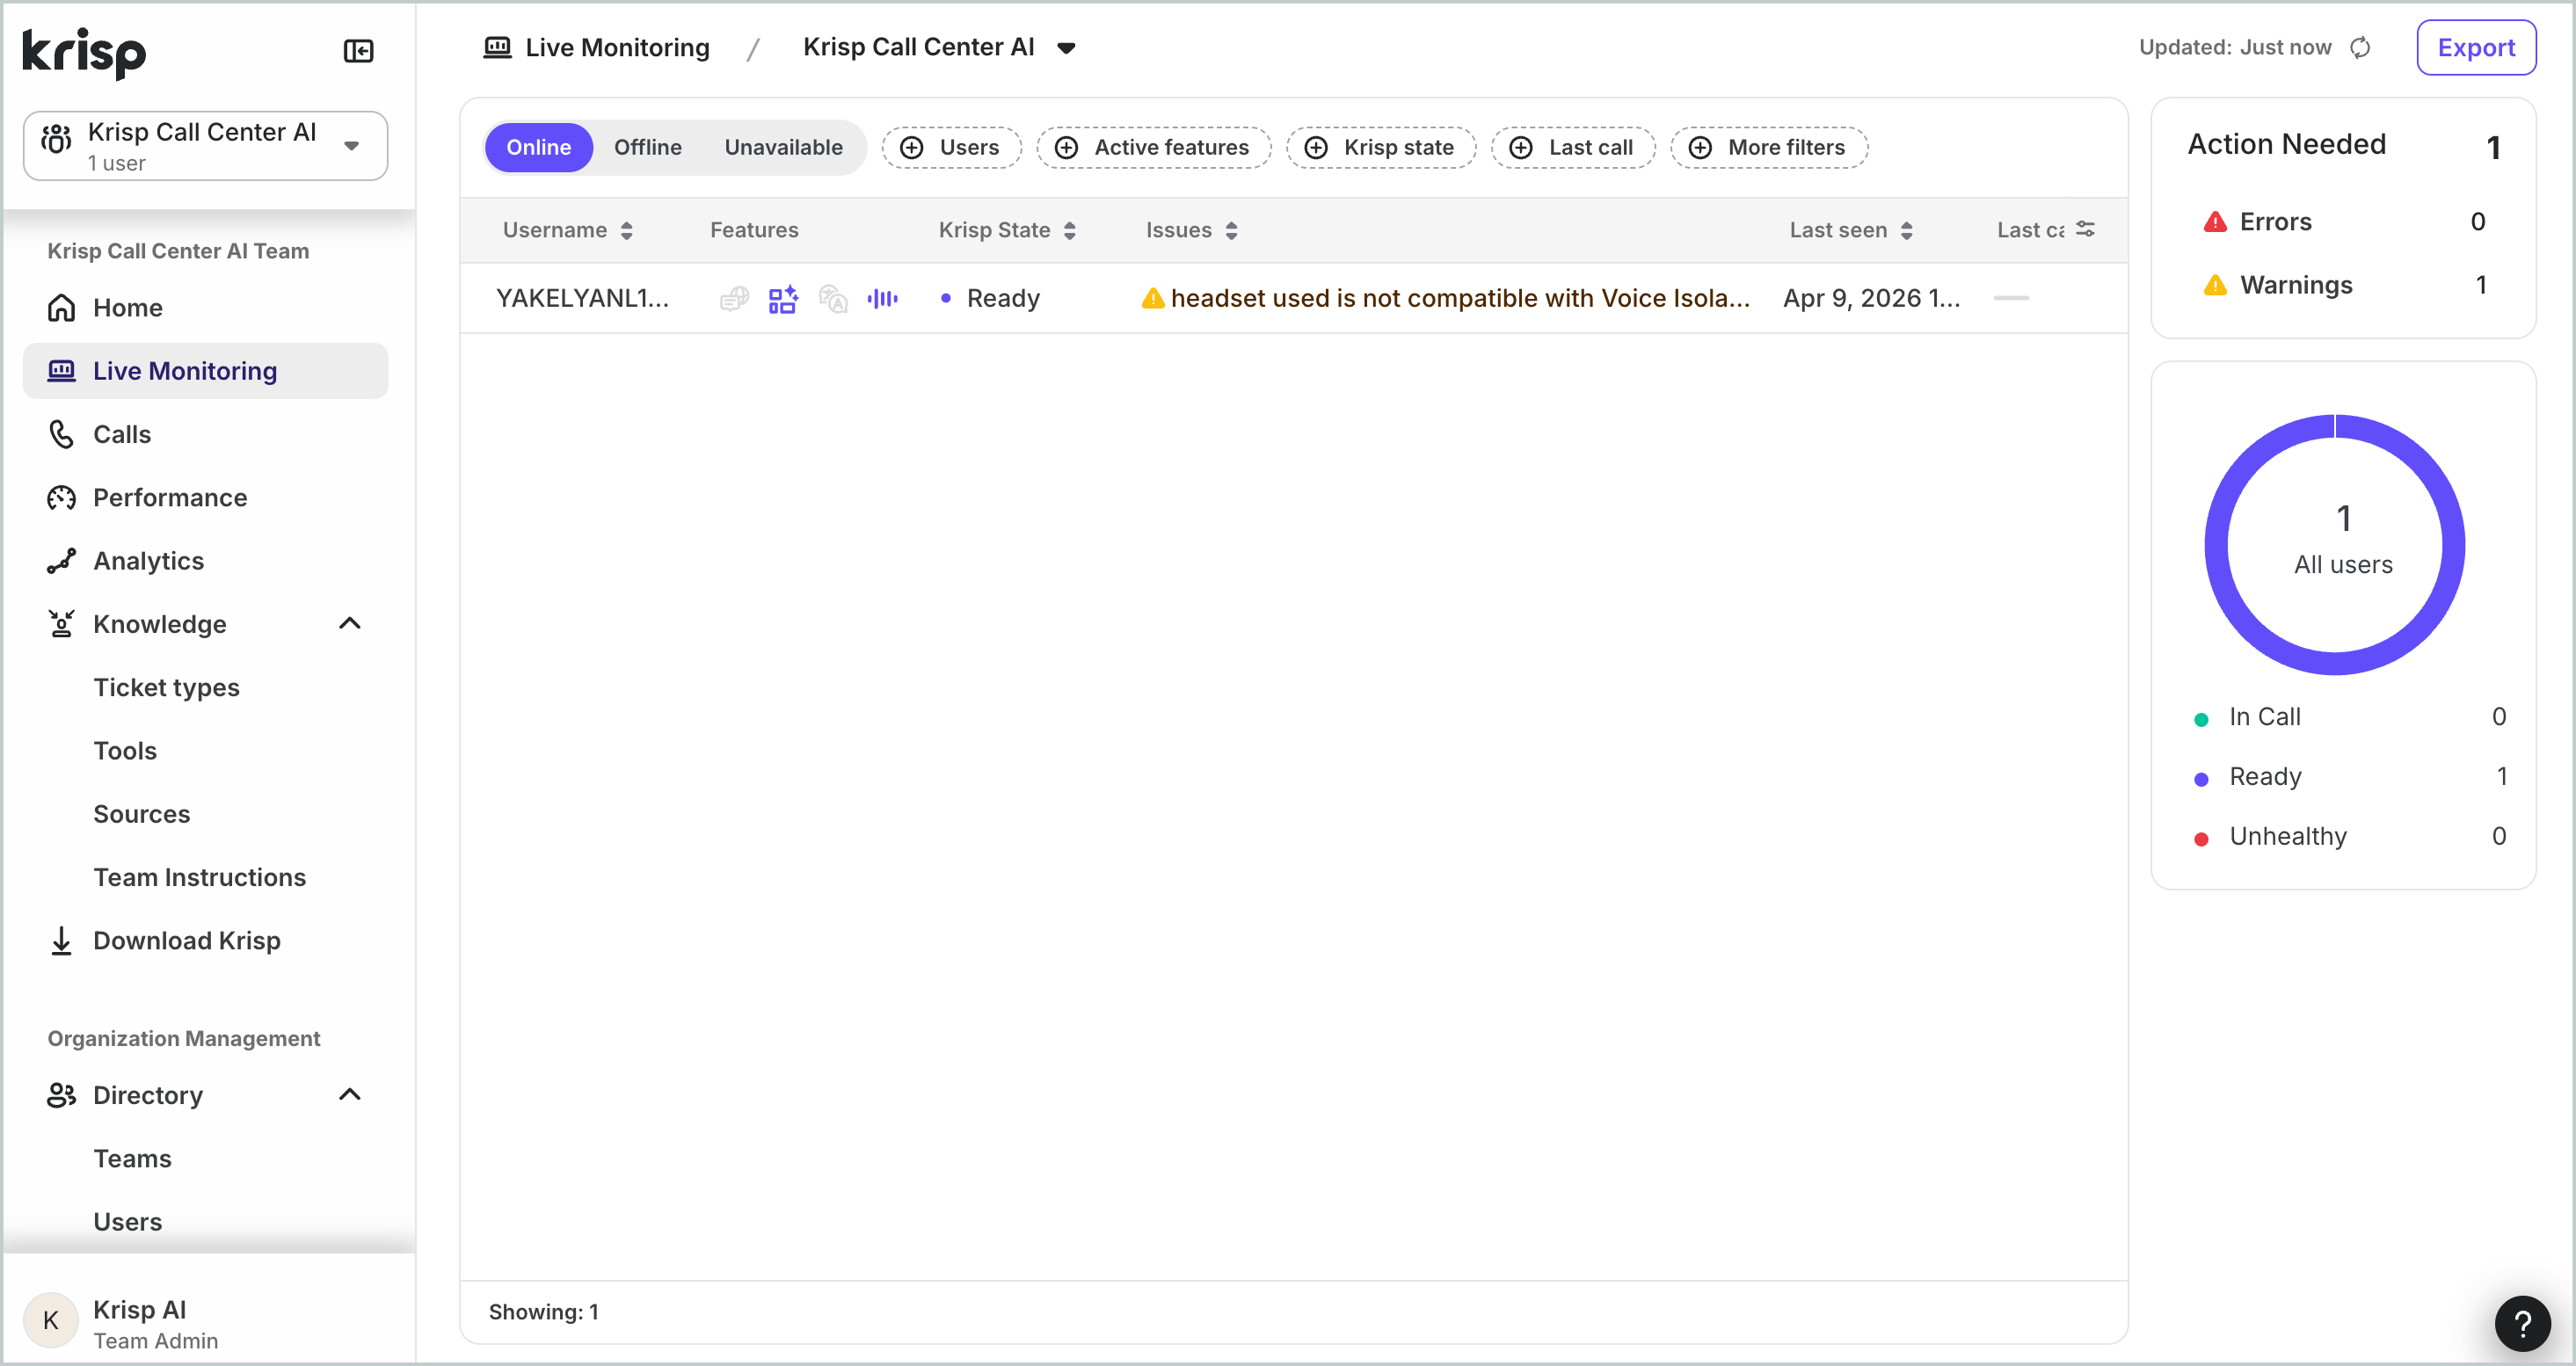 krisp
Krisp Call Center AI
1 user
Krisp Call Center AI Team
Home
Live Monitoring
Calls
Performance
Analytics
Knowledge
Ticket types
Tools
Sources
Team Instructions
Download Krisp
Organization Management
Directory
Teams
Users
K
Krisp AI
Team Admin
Live Monitoring / Krisp Call Center AI
Updated: Just now
Export
Online Offline Unavailable Users Active features Krisp state Last call More filters
Username Features Krisp State Issues Last seen Last ca
YAKELYANL1... Ready headset used is not compatible with Voice Isola... Apr 9, 2026 1...
Showing: 1
Action Needed 1
Errors 0
Warnings 1
1
All users
In Call 0
Ready 1
Unhealthy 0
?